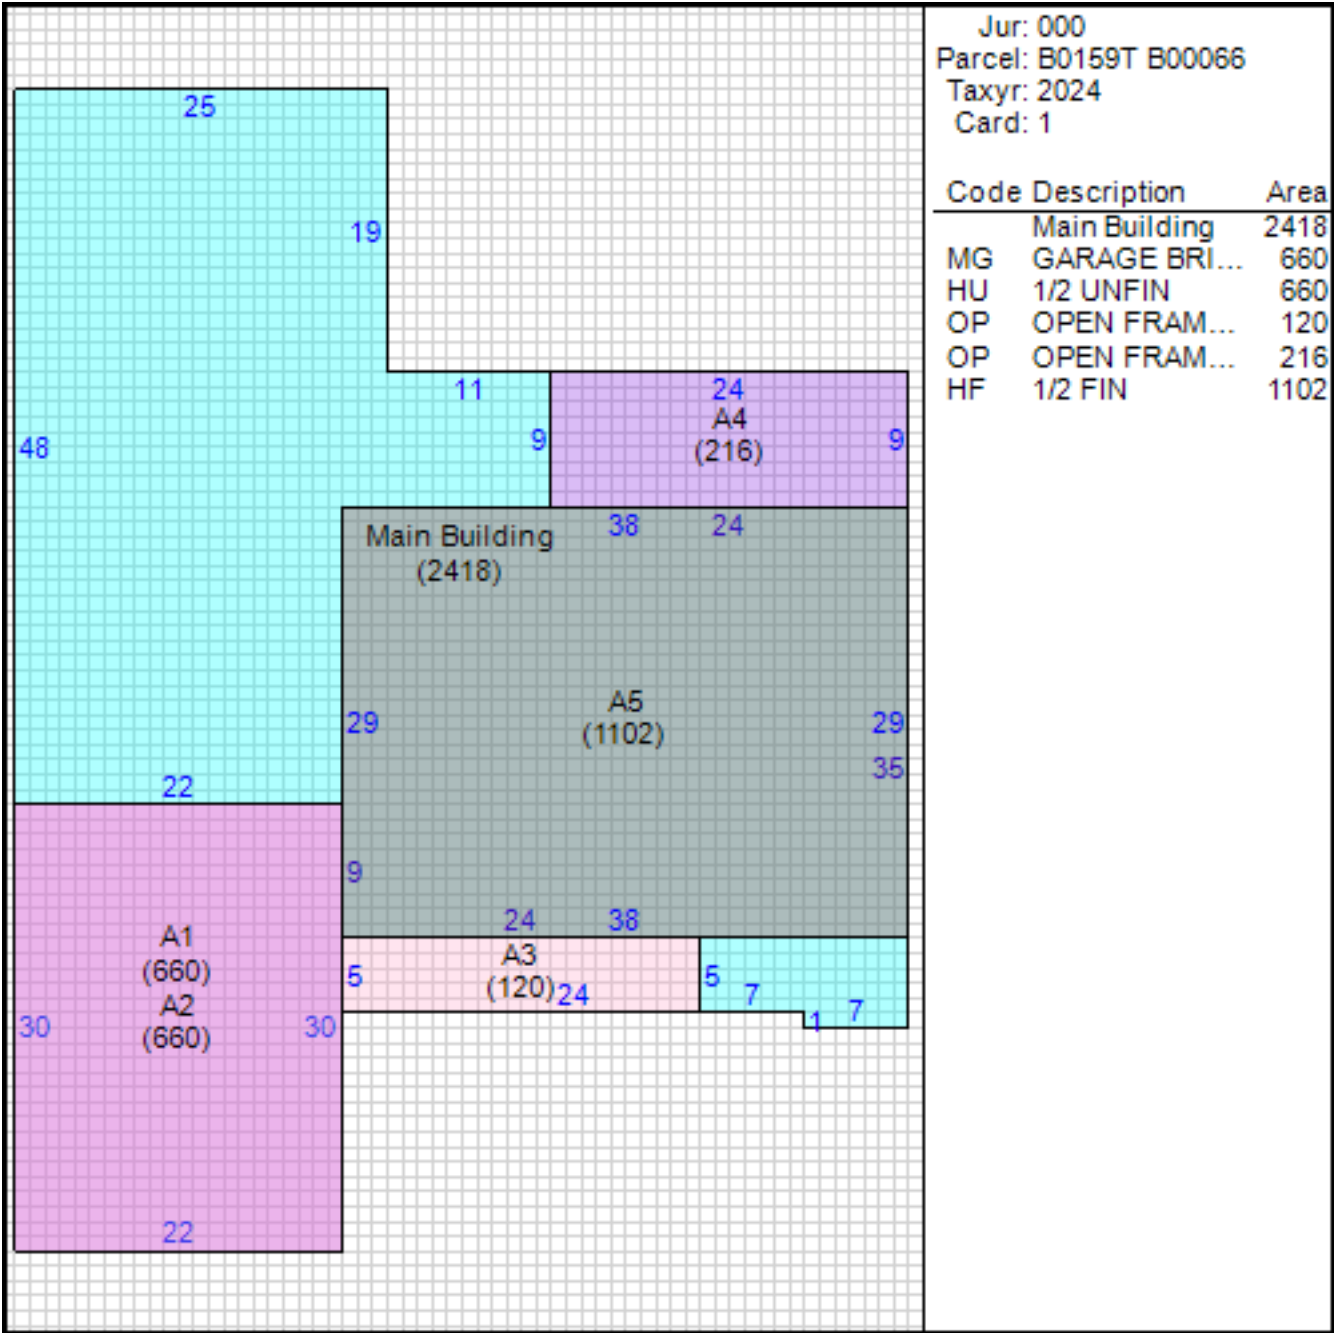 Jur: 000
Parcel: B0159T B00066
Taxyr: 2024
Card: 1
Code Description Area
Main Building 2418
MG GARAGE BRI... 660
HU 1/2 UNFIN 660
OP OPEN FRAM... 120
OP OPEN FRAM... 216
HF 1/2 FIN 1102
25
19
11
24
A4
48
9
9
(216)
38
24
Main Building
(2418)
A5
29
29
(1102)
35
22
9
24
38
A1
A3
(660)
5
(120)
24
5
7
A2
7
30
30
1
(660)
22